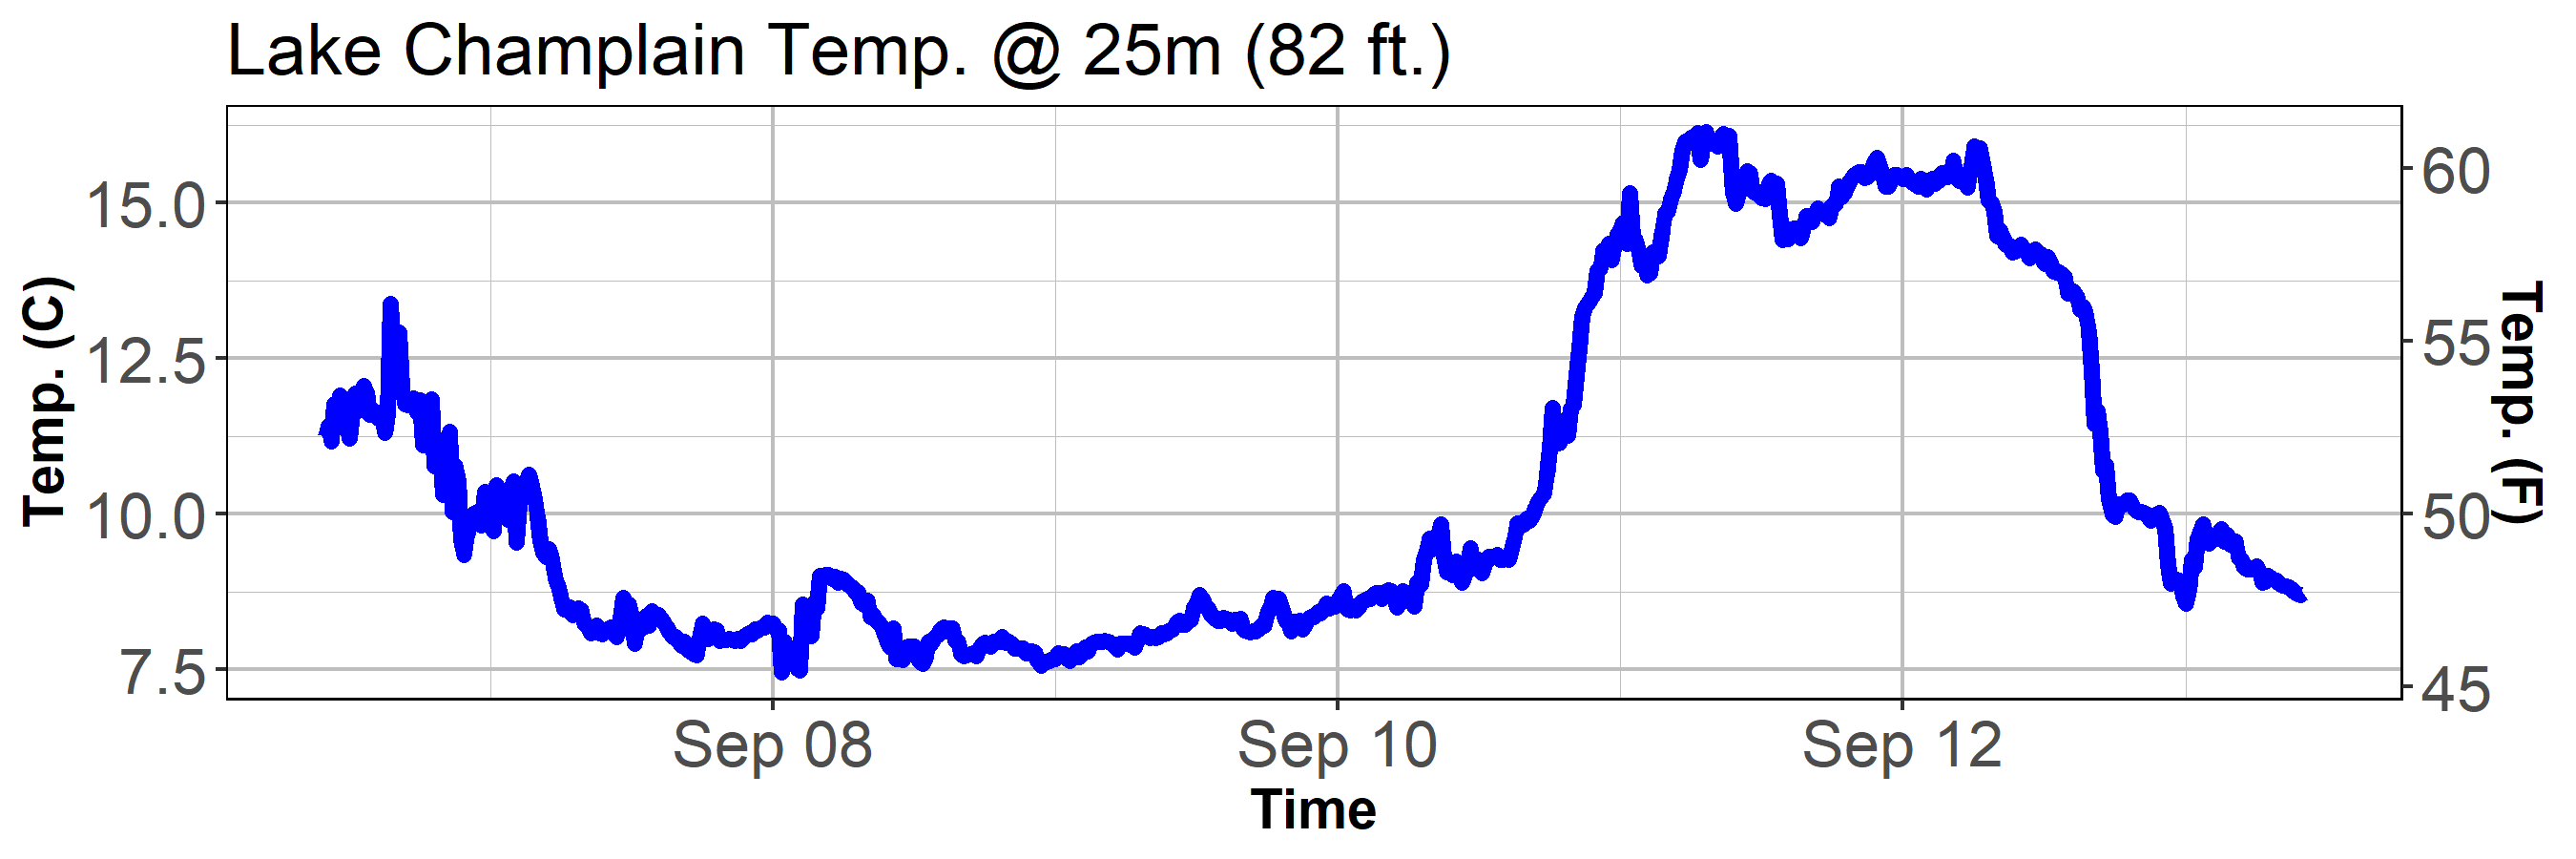 Lake Champlain Temp. @ 25m (82 ft.)
Temp. (C)
15.0
12.5
10.0
7.5
60
55
50
45
Temp. (F)
Sep 08
Sep 10
Sep 12
Time